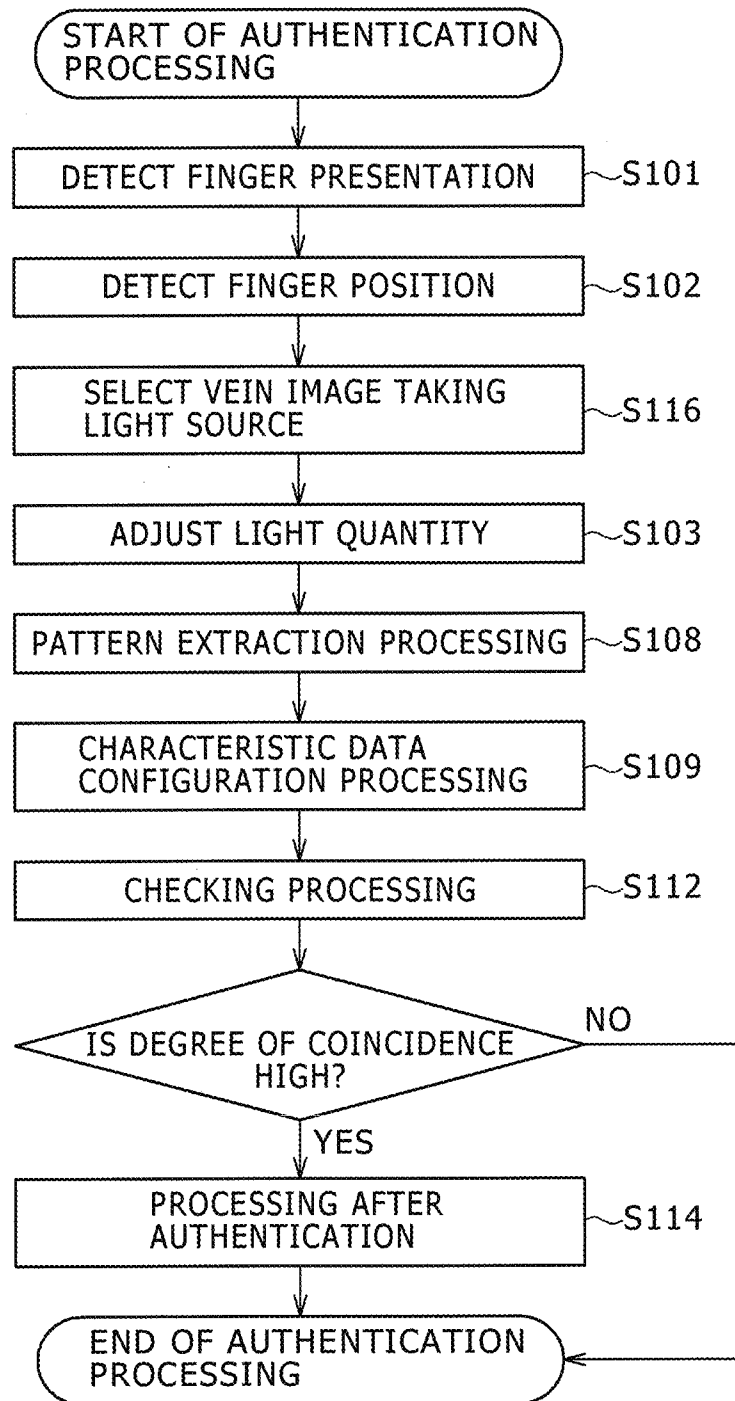 START OF AUTHENTICATION
PROCESSING
DETECT FINGER PRESENTATION
S101
DETECT FINGER POSITION
S102
SELECT VEIN IMAGE TAKING
LIGHT SOURCE
S116
ADJUST LIGHT QUANTITY
S103
PATTERN EXTRACTION PROCESSING
S108
CHARACTERISTIC DATA
CONFIGURATION PROCESSING
S109
CHECKING PROCESSING
S112
IS DEGREE OF COINCIDENCE
HIGH?
NO
YES
PROCESSING AFTER
AUTHENTICATION
S114
END OF AUTHENTICATION
PROCESSING